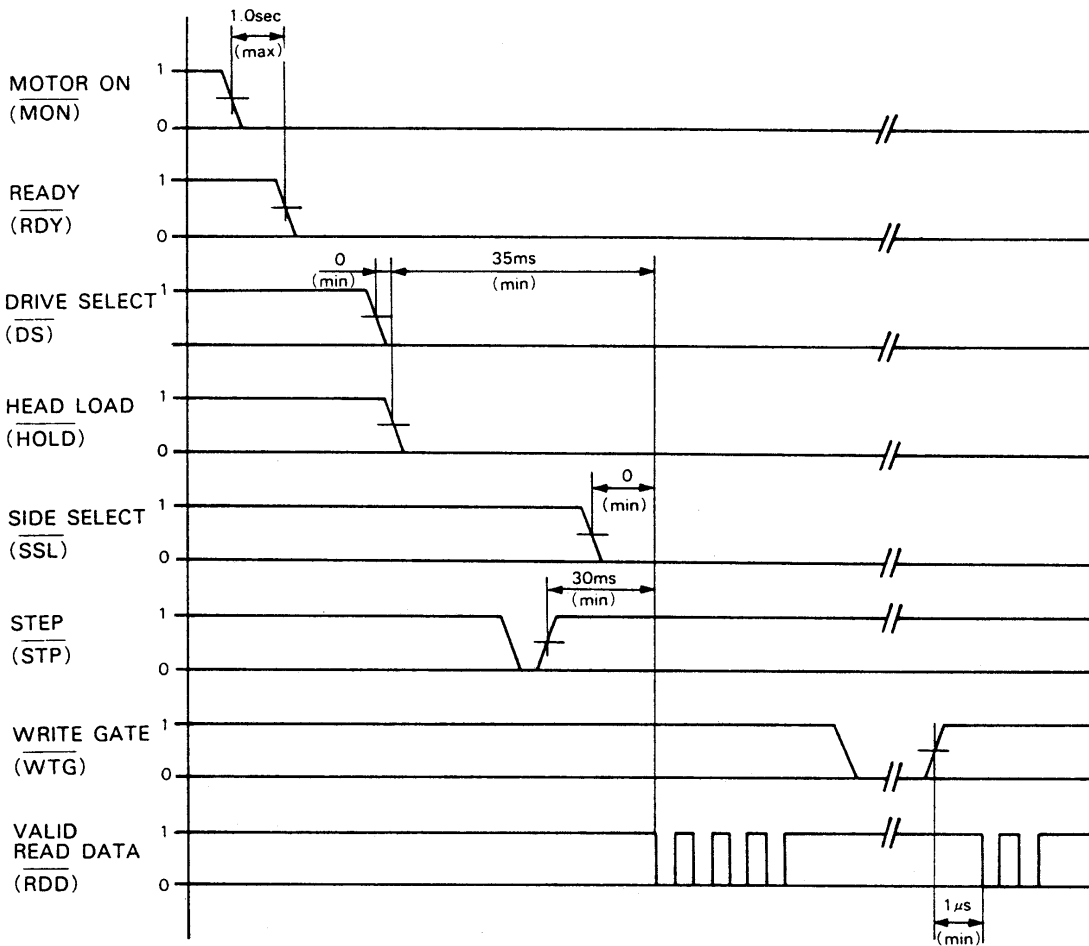 1.0sec
(max)
MOTOR ON
(MON)
1
0
READY
(RDY)
1
0
0
(min)
35ms
(min)
DRIVE SELECT
(DS)
1
HEAD LOAD
(HOLD)
1
0
0
(min)
SIDE SELECT
(SSL)
1
0
30ms
(min)
STEP
(STP)
1
0
WRITE GATE
(WTG)
1
0
VALID
READ DATA
(RDD)
1
0
1μs
(min)